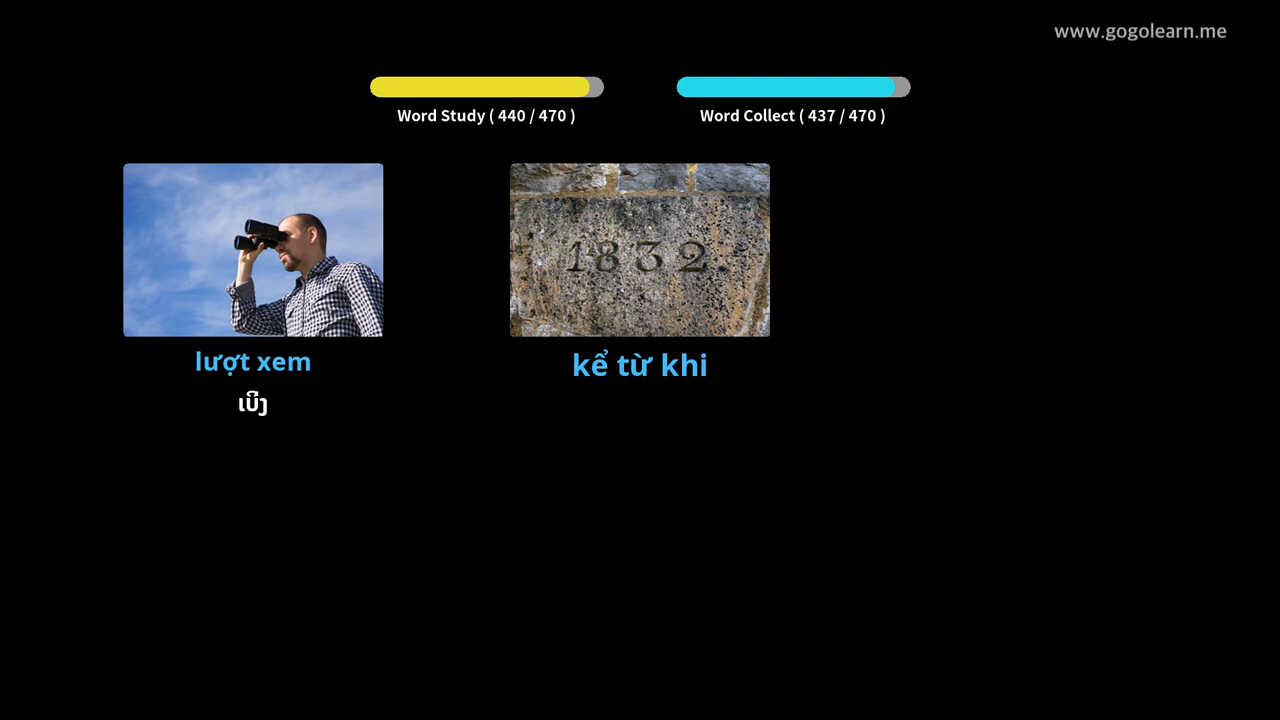 www.gogolearn.me
Word Study ( 440 / 470 )
Word Collect ( 437 / 470 )
1832.
lượt xem
kể từ khi
ເບິງ